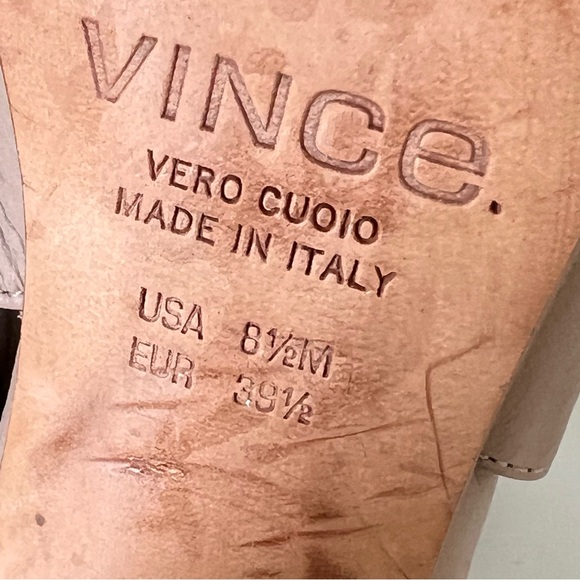 VINce.
VERO CUOIO
MADE IN ITALY
USA 8½M
EUR 39½